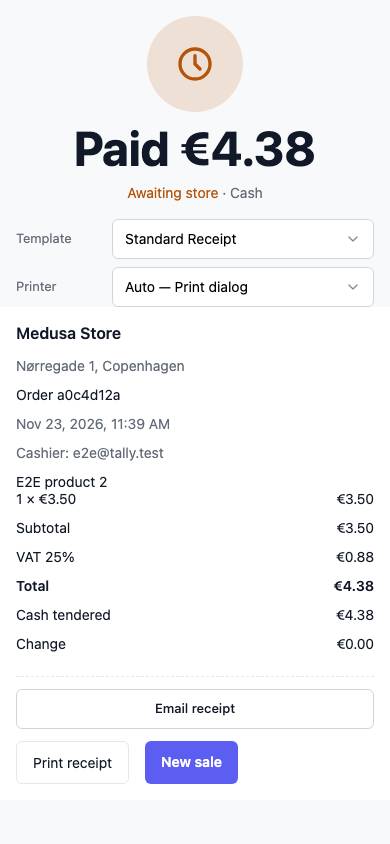 Paid €4.38
Awaiting store · Cash
Template
Standard Receipt
Printer
Auto — Print dialog
Medusa Store
Nørregade 1, Copenhagen
Order a0c4d12a
Nov 23, 2026, 11:39 AM
Cashier: e2e@tally.test
E2E product 2
1 × €3.50 €3.50
Subtotal €3.50
VAT 25% €0.88
Total €4.38
Cash tendered €4.38
Change €0.00
Email receipt
Print receipt
New sale